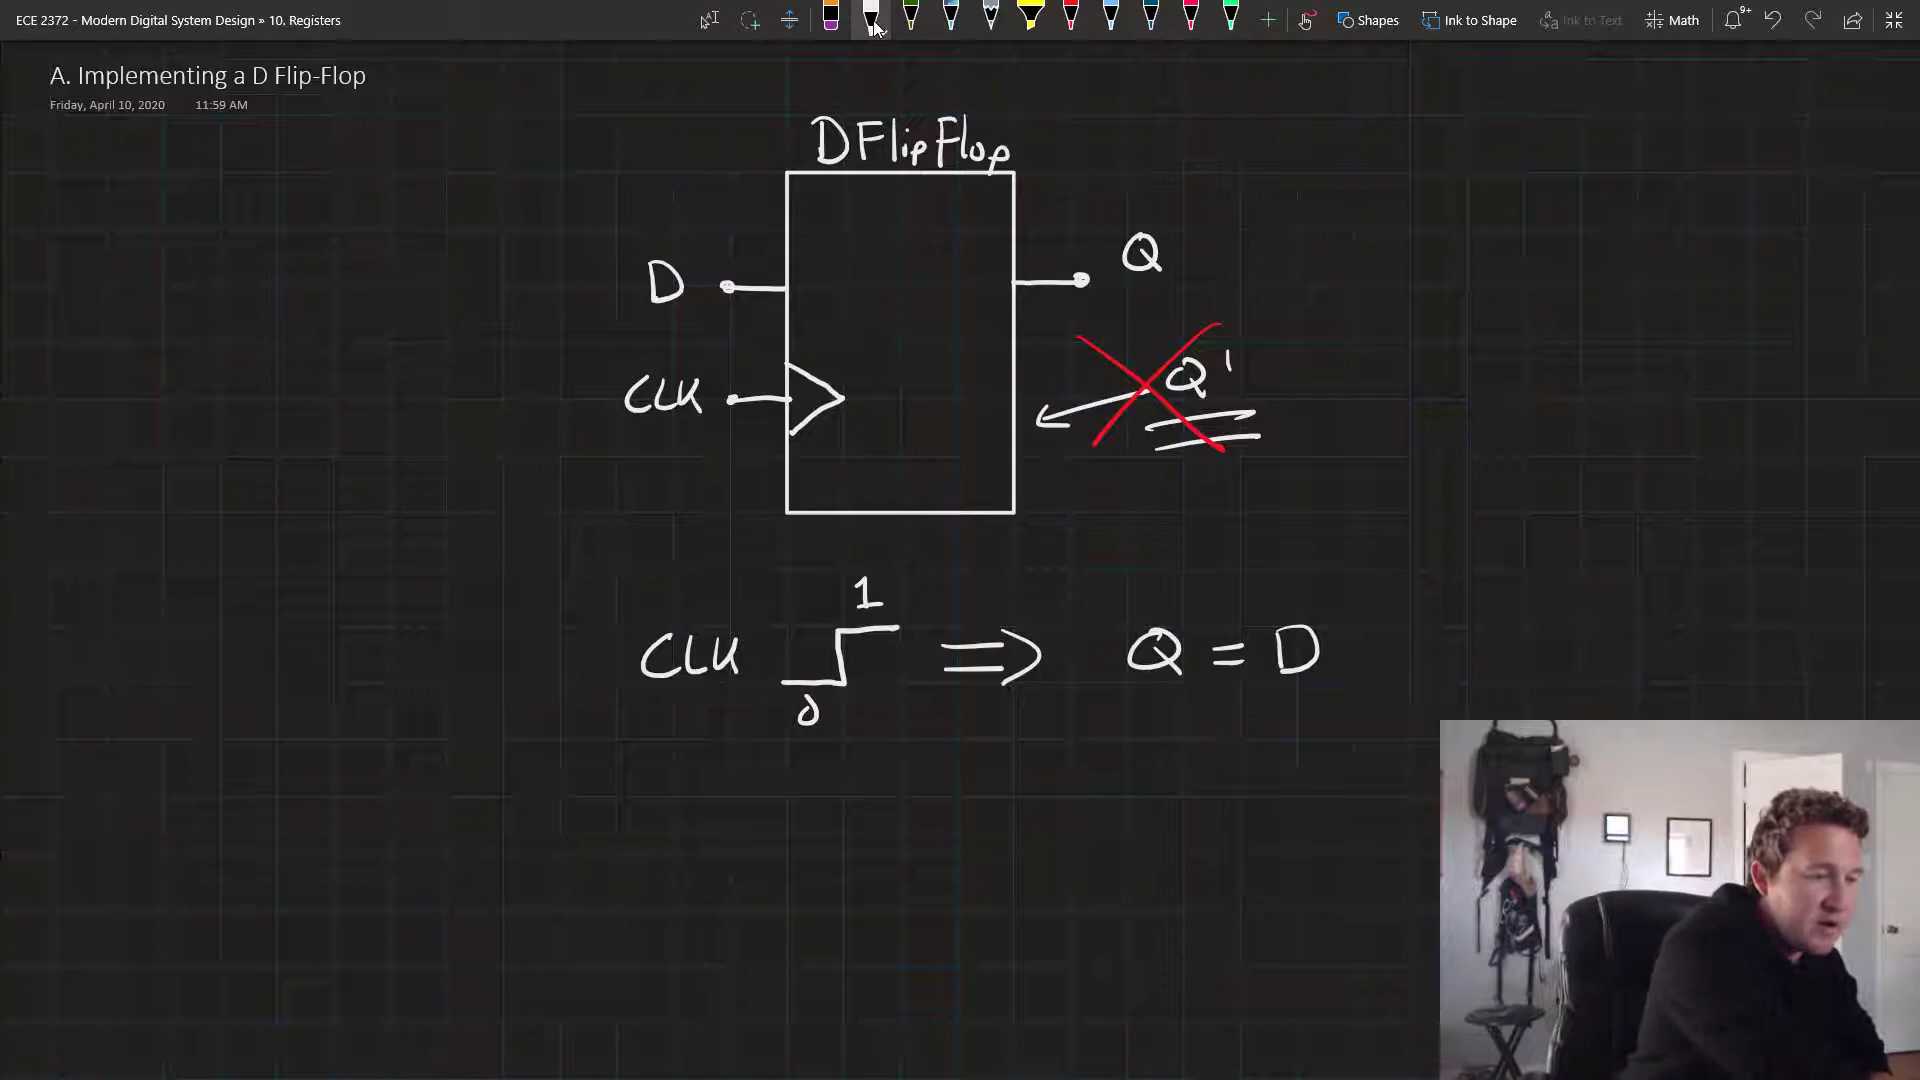 ECE 2372 - Modern Digital System Design » 10. Registers
Shapes
Ink to Shape
Ink to Text
Math
9+
A. Implementing a D Flip-Flop
Friday, April 10, 2020 11:59 AM
DFlipFlop
D
Q
CLK
Q'
1
CLK => Q = D
0